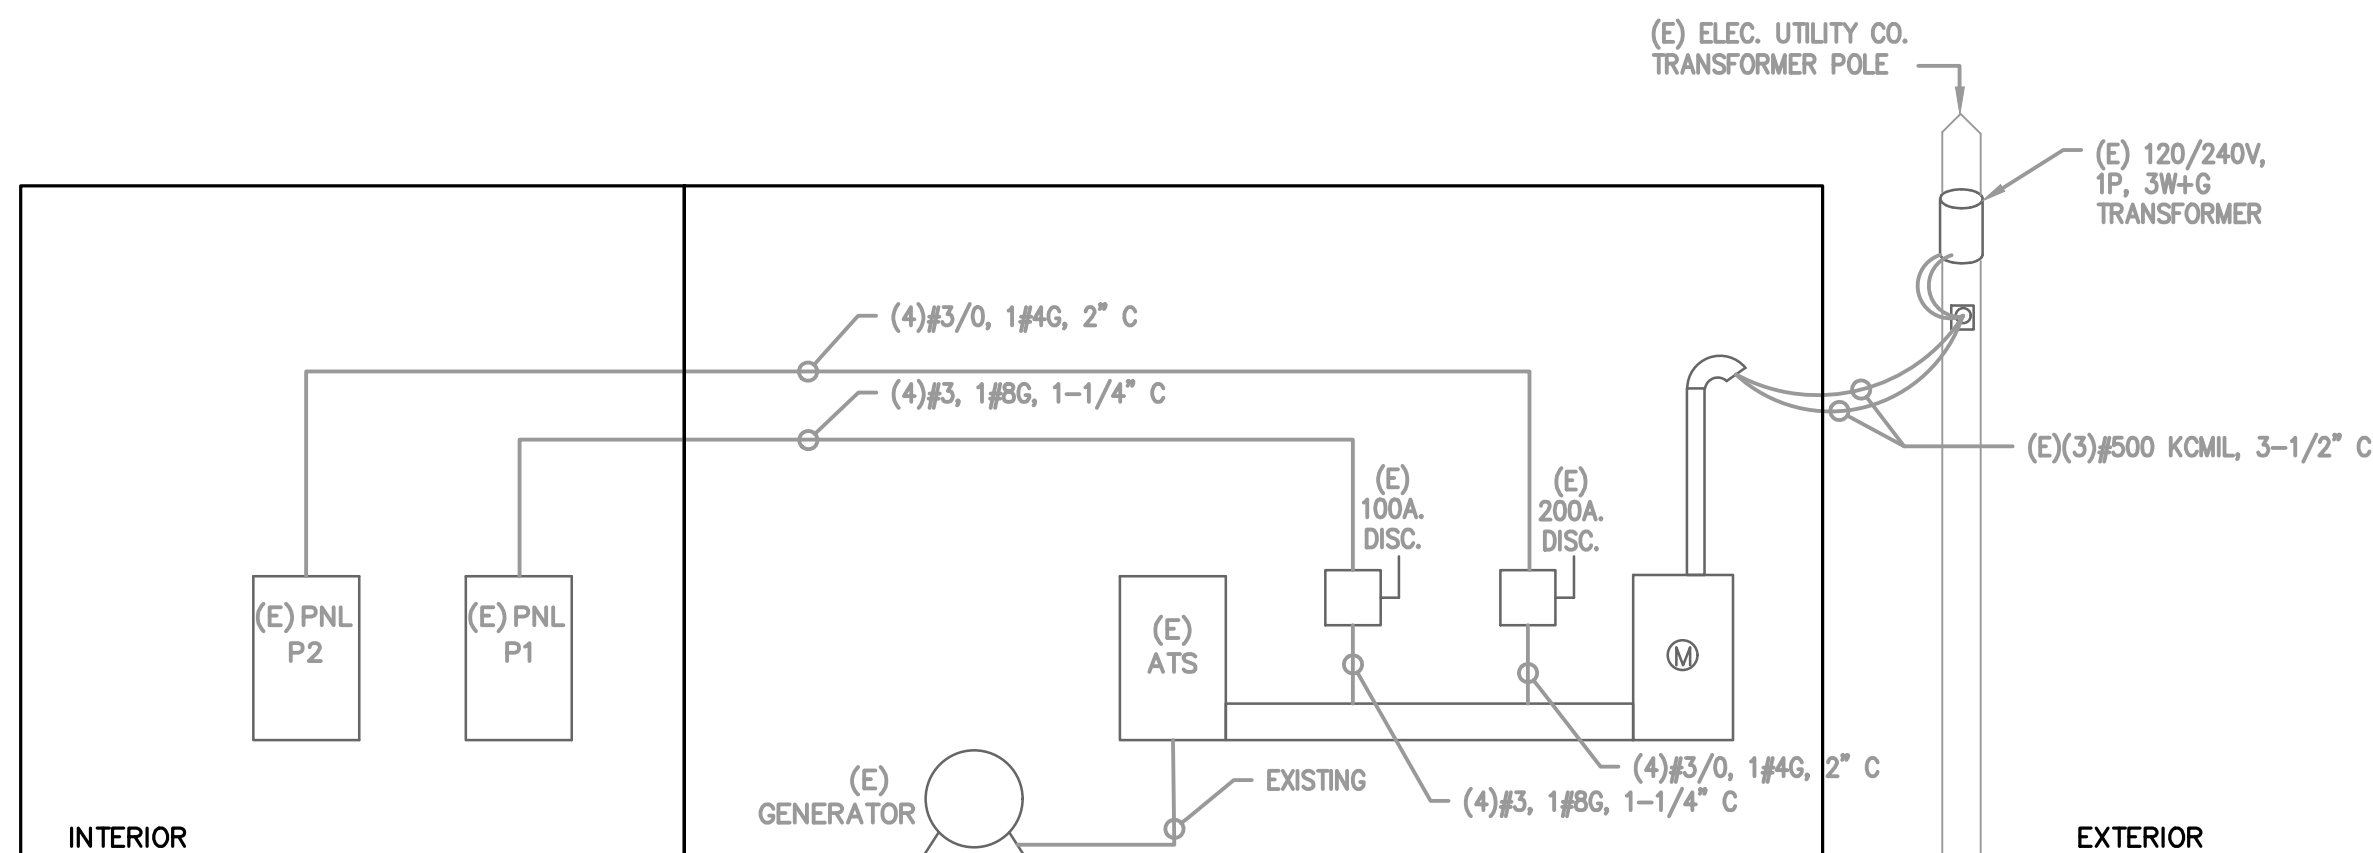 (E) ELEC. UTILITY CO.
TRANSFORMER POLE
(E) 120/240V,
1P, 3W+G
TRANSFORMER
(4)#3/0, 1#4G, 2" C
(4)#3, 1#8G, 1-1/4" C
(E)(3)#500 KCMIL, 3-1/2" C
(E)
100A.
DISC.
(E)
200A.
DISC.
(E) PNL
P2
(E) PNL
P1
(E)
ATS
M
(E)
GENERATOR
EXISTING
(4)#3/0, 1#4G, 2" C
(4)#3, 1#8G, 1-1/4" C
INTERIOR
EXTERIOR